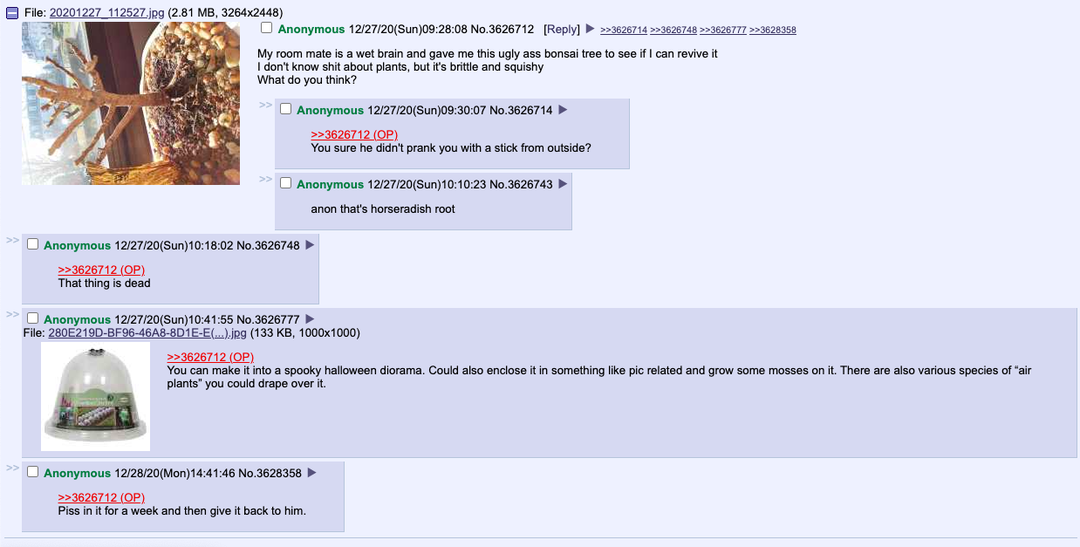 File: 20201227_112527.jpg (2.81 MB, 3264x2448)
Anonymous 12/27/20(Sun)09:28:08 No.3626712 [Reply] ▶ >>3626714 >>3626748 >>3626777 >>3628358
My room mate is a wet brain and gave me this ugly ass bonsai tree to see if I can revive it
I don't know shit about plants, but it's brittle and squishy
What do you think?
>> Anonymous 12/27/20(Sun)09:30:07 No.3626714 ▶
>>3626712 (OP)
You sure he didn't prank you with a stick from outside?
>> Anonymous 12/27/20(Sun)10:10:23 No.3626743 ▶
anon that's horseradish root
>> Anonymous 12/27/20(Sun)10:18:02 No.3626748 ▶
>>3626712 (OP)
That thing is dead
>> Anonymous 12/27/20(Sun)10:41:55 No.3626777 ▶
File: 280E219D-BF96-46A8-8D1E-E(...).jpg (133 KB, 1000x1000)
>>3626712 (OP)
You can make it into a spooky halloween diorama. Could also enclose it in something like pic related and grow some mosses on it. There are also various species of “air
plants” you could drape over it.
>> Anonymous 12/28/20(Mon)14:41:46 No.3628358 ▶
>>3626712 (OP)
Piss in it for a week and then give it back to him.